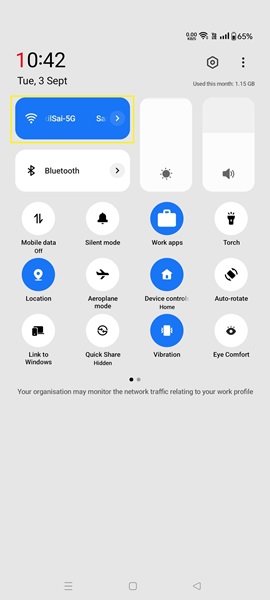 0.00
KB/s
65%
10:42
Tue, 3 Sept
Used this month: 1.15 GB
ilSai-5G Sa
Bluetooth
Mobile data
Off
Silent mode
Work apps
Torch
Location
Aeroplane
mode
Device control
Home
Auto-rotate
Link to
Windows
Quick Share
Hidden
Vibration
Eye Comfort
Your organisation may monitor the network traffic relating to your work profile